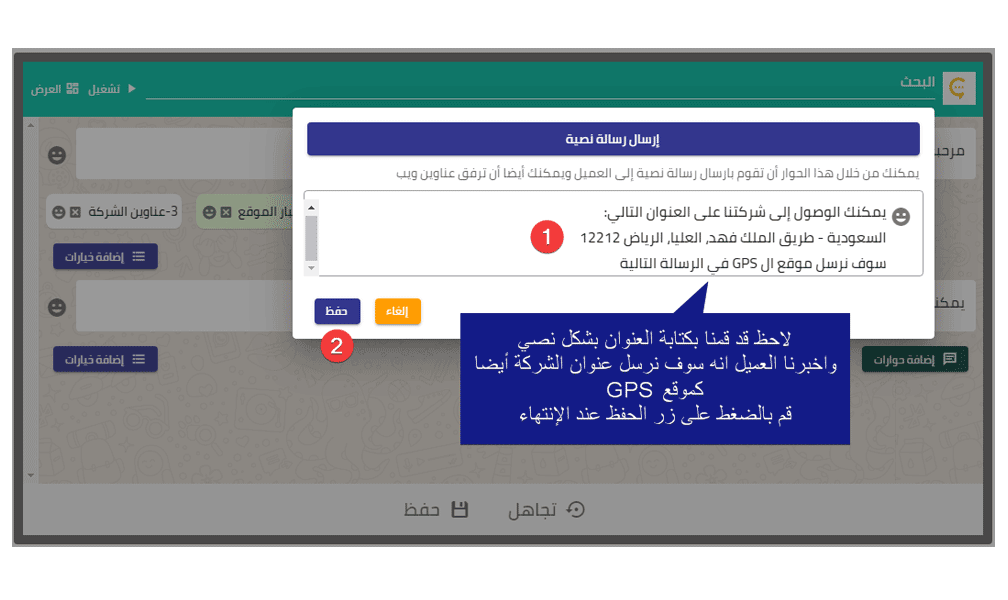 البحث
تشغيل
العرض
إرسال رسالة نصية
يمكنك من خلال هذا الحوار أن تقوم بارسال رسالة نصية إلى العميل ويمكنك أيضا أن ترفق عناوين ويب
يمكنك الوصول إلى شركتنا على العنوان التالي:
السعودية - طريق الملك فهد، العليا، الرياض 12212
سوف نرسل موقع ال GPS في الرسالة التالية
1
إلغاء
حفظ
2
لاحظ قد قمنا بكتابة العنوان بشكل نصي
واخبرنا العميل انه سوف نرسل عنوان الشركة أيضا
كموقع GPS
قم بالضغط على زر الحفظ عند الإنتهاء
الموقع
3-عناوين الشركة
إضافة خيارات
إضافة حوارات
إضافة خيارات
تجاهل
حفظ